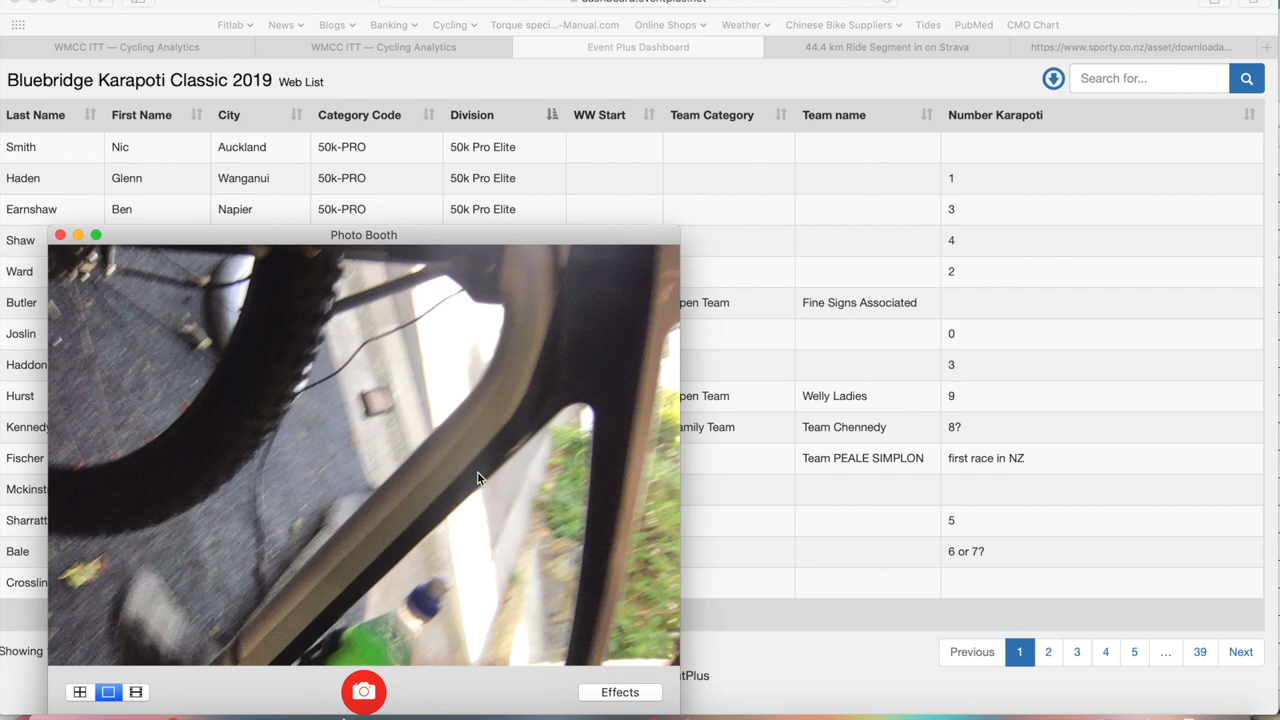 Fitlab News Blogs Banking Cycling Torque speci...-Manual.com Online Shops Weather Chinese Bike Suppliers Tides PubMed CMO Chart
WMCC ITT — Cycling Analytics WMCC ITT — Cycling Analytics Event Plus Dashboard 44.4 km Ride Segment in on Strava https://www.sporty.co.nz/asset/downloada...
Bluebridge Karapoti Classic 2019 Web List Search for...
Last Name First Name City Category Code Division WW Start Team Category Team name Number Karapoti
Smith Nic Auckland 50k-PRO 50k Pro Elite
Haden Glenn Wanganui 50k-PRO 50k Pro Elite 1
Earnshaw Ben Napier 50k-PRO 50k Pro Elite 3
Photo Booth
Shaw 4
Ward 2
Butler pen Team Fine Signs Associated
Joslin 0
Haddon 3
Hurst pen Team Welly Ladies 9
Kennedy amily Team Team Chennedy 8?
Fischer Team PEALE SIMPLON first race in NZ
Mckinst
Sharratt 5
Bale 6 or 7?
Crosslin
Showing Previous 1 2 3 4 5 ... 39 Next
ntPlus
Effects